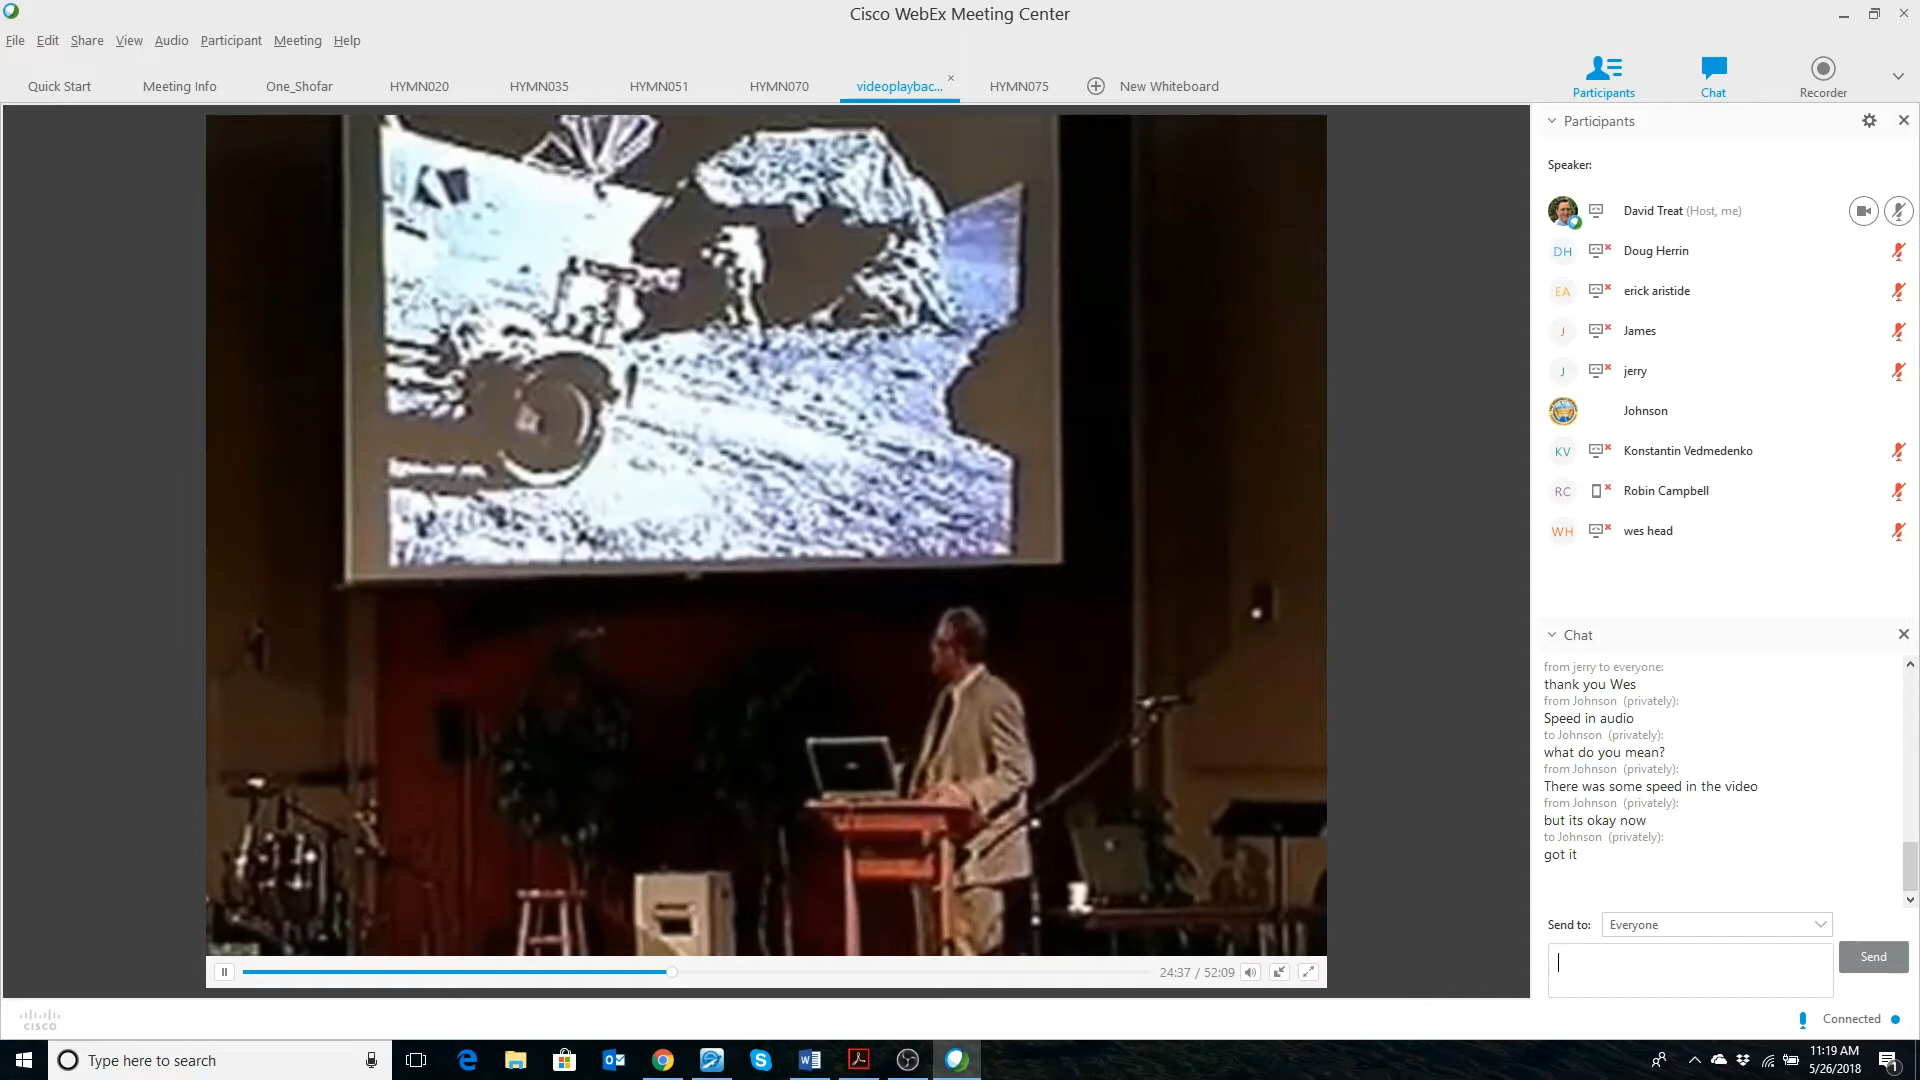 Cisco WebEx Meeting Center
File Edit Share View Audio Participant Meeting Help
Quick Start Meeting Info One_Shofar HYMN020 HYMN035 HYMN051 HYMN070 videoplaybac... HYMN075 New Whiteboard
Participants Chat Recorder
Participants
Speaker:
David Treat (Host, me)
DH Doug Herrin
EA erick aristide
J James
J jerry
Johnson
KV Konstantin Vedmedenko
RC Robin Campbell
WH wes head
Chat
from jerry to everyone:
thank you Wes
from Johnson (privately):
Speed in audio
to Johnson (privately):
what do you mean?
from Johnson (privately):
There was some speed in the video
from Johnson (privately):
but its okay now
to Johnson (privately):
got it
Send to: Everyone
Send
24:37 / 52:09
CISCO
Connected
Type here to search
11:19 AM
5/26/2018
1